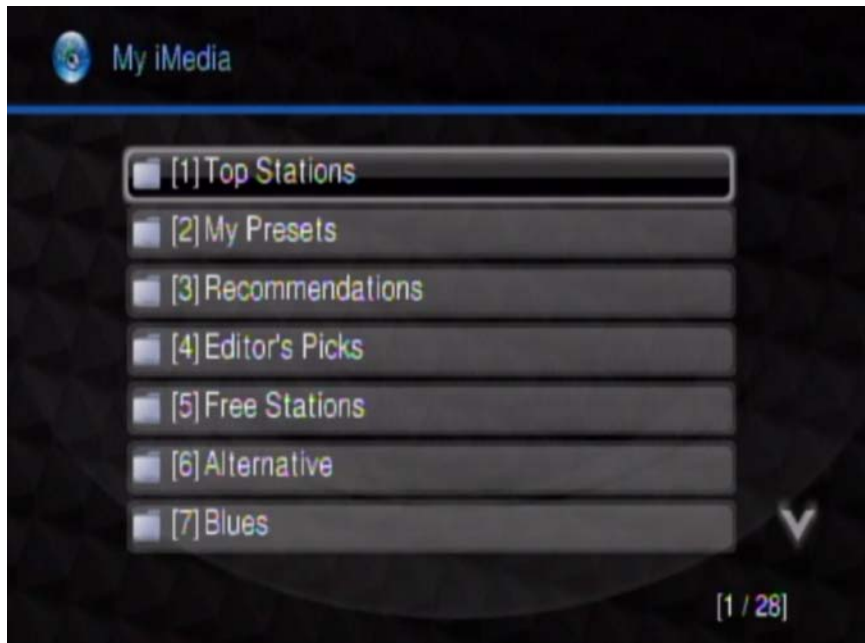 My iMedia
[1] Top Stations
[2] My Presets
[3] Recommendations
[4] Editor's Picks
[5] Free Stations
[6] Alternative
[7] Blues
[1 / 28]